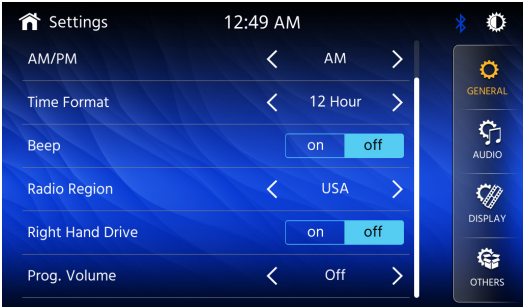 Settings 12:49 AM
AM/PM AM
Time Format 12 Hour
Beep on off
Radio Region USA
Right Hand Drive on off
Prog. Volume Off
GENERAL
AUDIO
DISPLAY
OTHERS